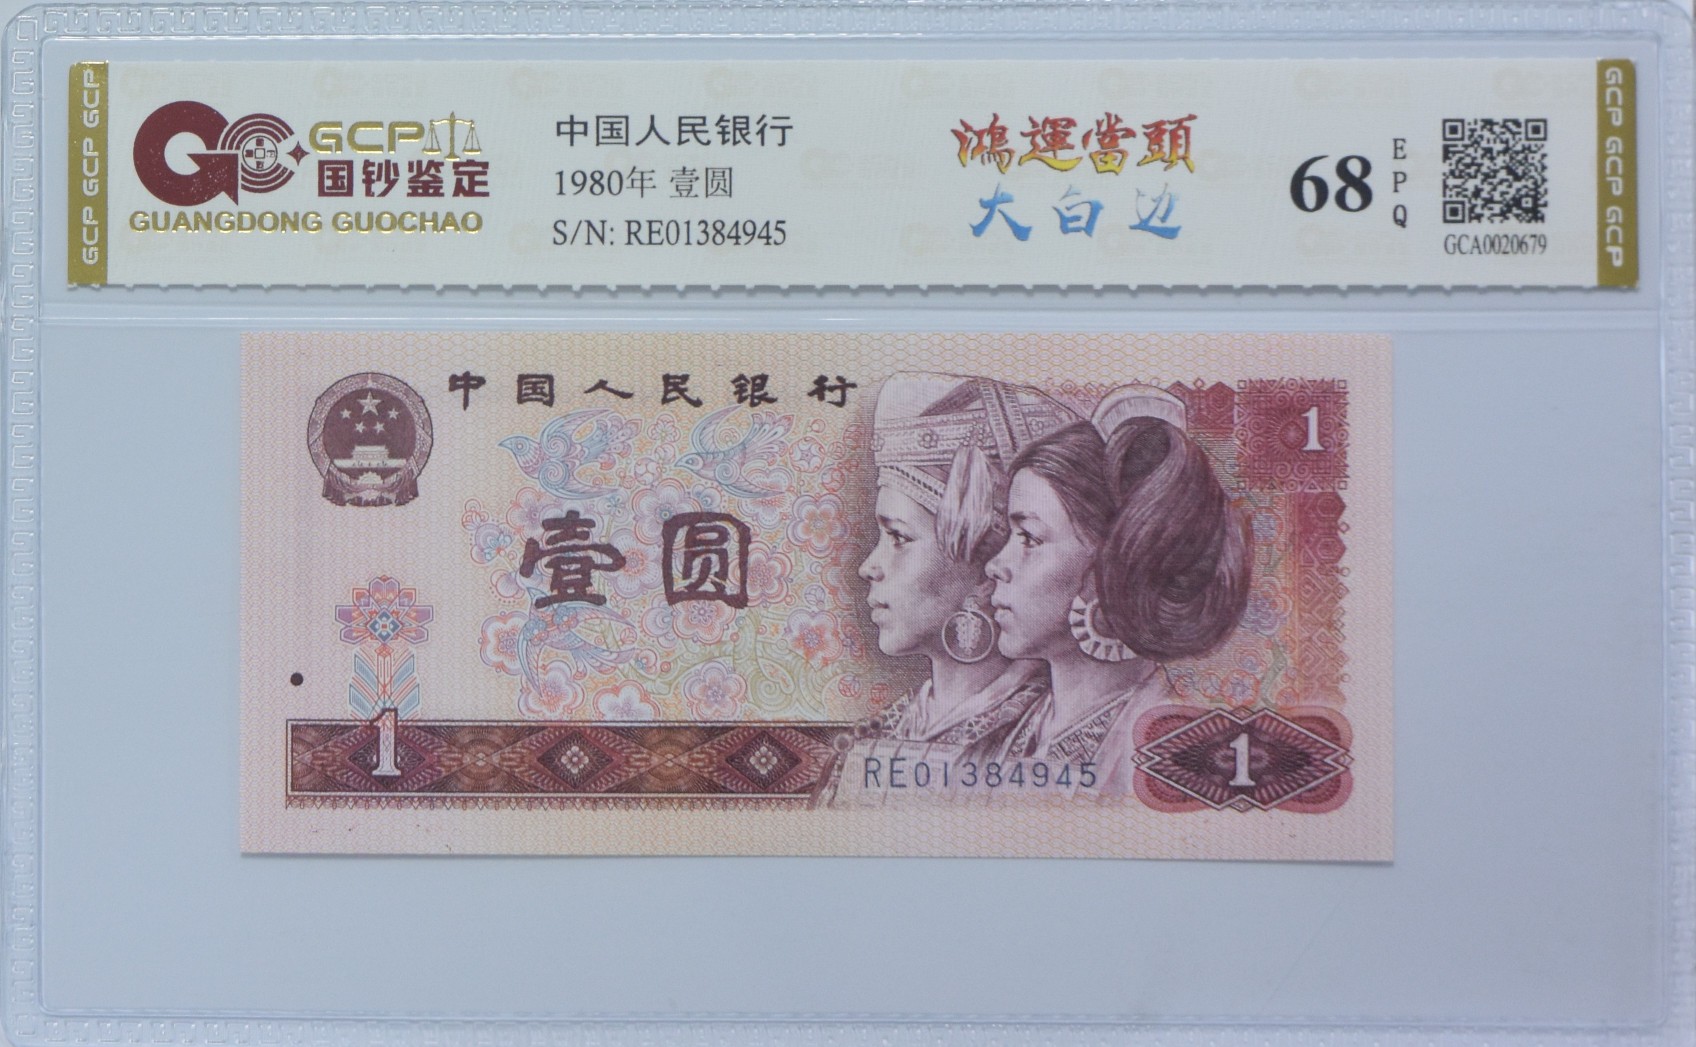 GCP GCP GCP
GCP
国钞鉴定
GUANGDONG GUOCHAO
中国人民银行
1980年 壹圆
S/N: RE01384945
鴻運當頭
大白边
68
EPQ
GCA0020679
GCP GCP GCP
中国人民银行
1
壹圆
1
RE01384945
1